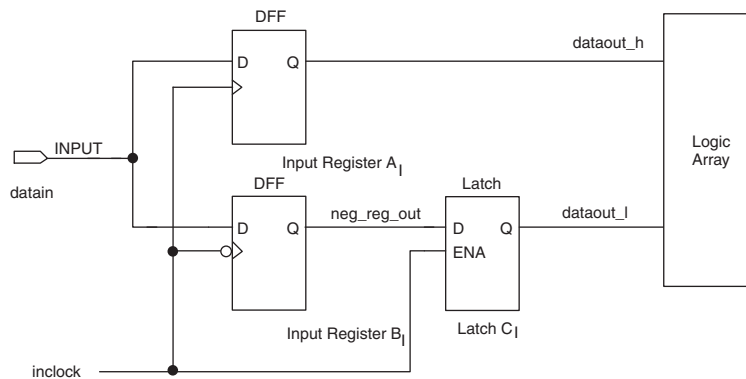 DFF
D
Q
dataout_h
INPUT
datain
Input Register A_I
Logic
Array
DFF
D
Q
neg_reg_out
Latch
D
Q
ENA
dataout_l
Input Register B_I
Latch C_I
inclock